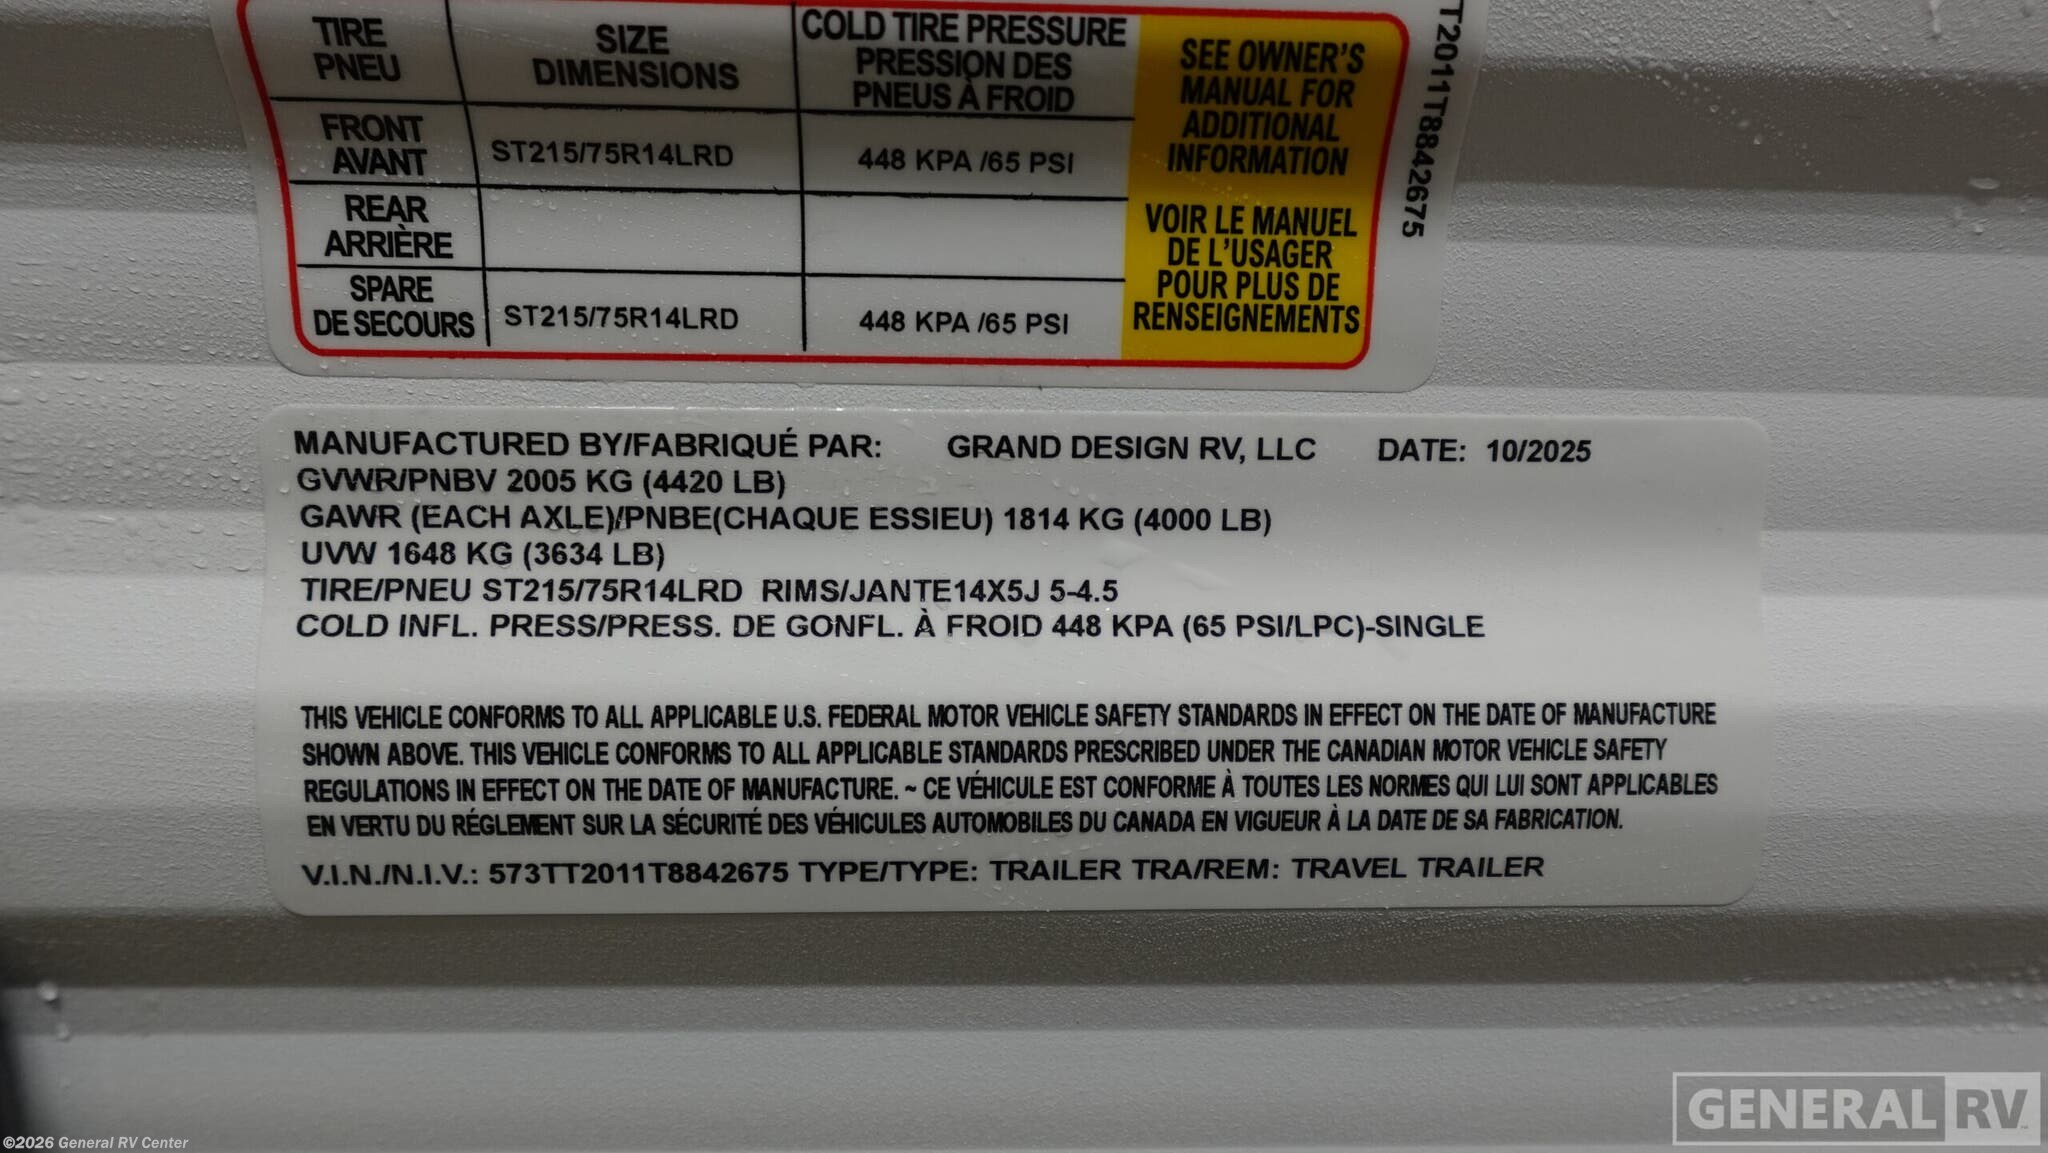 TIRE SIZE COLD TIRE PRESSURE
PNEU DIMENSIONS PRESSION DES
PNEUS À FROID
FRONT ST215/75R14LRD 448 KPA /65 PSI
AVANT
REAR
ARRIÈRE
SPARE ST215/75R14LRD 448 KPA /65 PSI
DE SECOURS
SEE OWNER'S
MANUAL FOR
ADDITIONAL
INFORMATION
VOIR LE MANUEL
DE L'USAGER
POUR PLUS DE
RENSEIGNEMENTS
T2011T8842675
MANUFACTURED BY/FABRIQUÉ PAR: GRAND DESIGN RV, LLC DATE: 10/2025
GVWR/PNBV 2005 KG (4420 LB)
GAWR (EACH AXLE)/PNBE(CHAQUE ESSIEU) 1814 KG (4000 LB)
UVW 1648 KG (3634 LB)
TIRE/PNEU ST215/75R14LRD RIMS/JANTE14X5J 5-4.5
COLD INFL. PRESS/PRESS. DE GONFL. À FROID 448 KPA (65 PSI/LPC)-SINGLE
THIS VEHICLE CONFORMS TO ALL APPLICABLE U.S. FEDERAL MOTOR VEHICLE SAFETY STANDARDS IN EFFECT ON THE DATE OF MANUFACTURE
SHOWN ABOVE. THIS VEHICLE CONFORMS TO ALL APPLICABLE STANDARDS PRESCRIBED UNDER THE CANADIAN MOTOR VEHICLE SAFETY
REGULATIONS IN EFFECT ON THE DATE OF MANUFACTURE. ~ CE VÉHICULE EST CONFORME À TOUTES LES NORMES QUI LUI SONT APPLICABLES
EN VERTU DU RÉGLEMENT SUR LA SÉCURITÉ DES VÉHICULES AUTOMOBILES DU CANADA EN VIGUEUR À LA DATE DE SA FABRICATION.
V.I.N./N.I.V.: 573TT2011T8842675 TYPE/TYPE: TRAILER TRA/REM: TRAVEL TRAILER
GENERAL RV
©2026 General RV Center